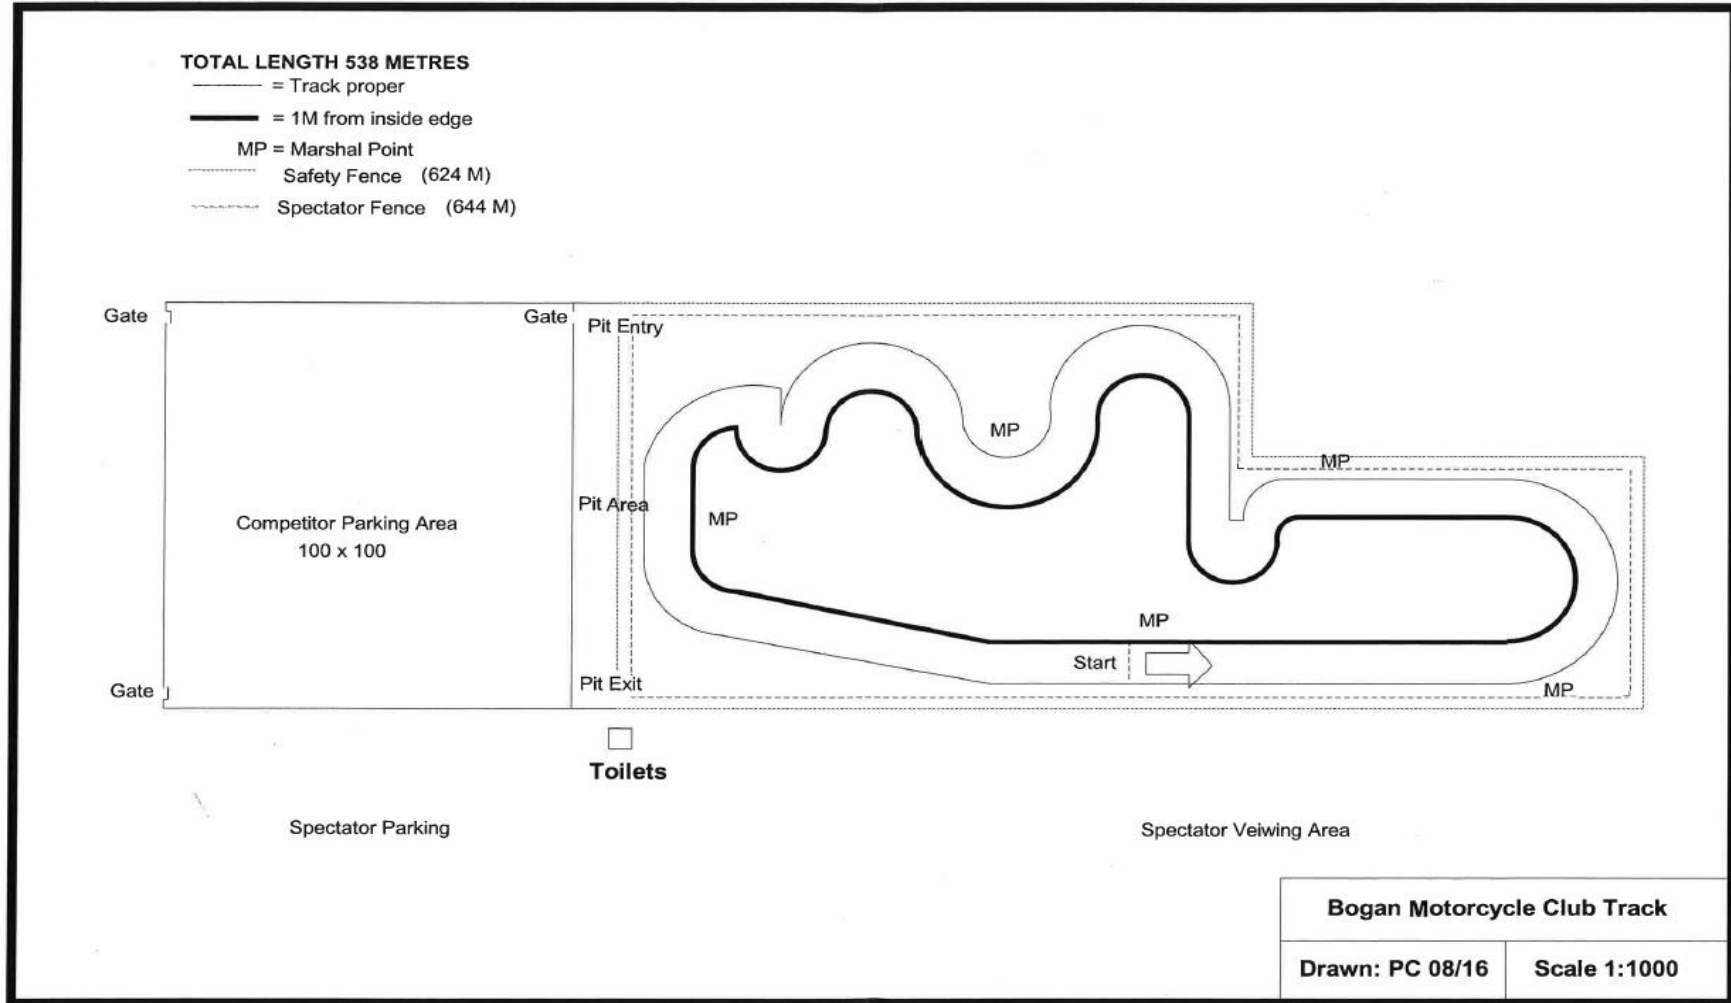 TOTAL LENGTH 538 METRES
= Track proper
= 1M from inside edge
MP = Marshal Point
Safety Fence (624 M)
Spectator Fence (644 M)
Gate
Gate
Pit Entry
MP
MP
Pit Area
MP
Competitor Parking Area
100 x 100
MP
Start
Pit Exit
Gate
MP
Toilets
Spectator Parking
Spectator Veiwing Area
Bogan Motorcycle Club Track
Drawn: PC 08/16
Scale 1:1000